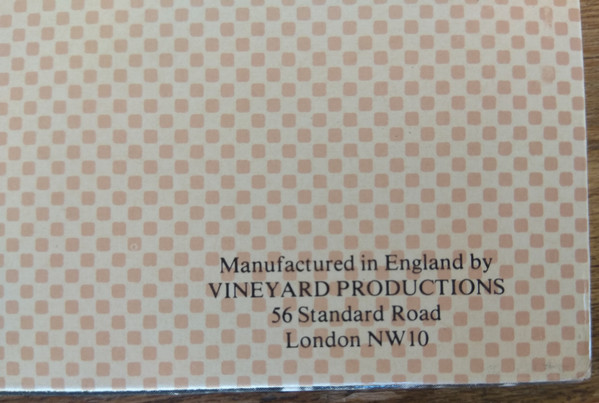 Manufactured in England by
VINEYARD PRODUCTIONS
56 Standard Road
London NW10